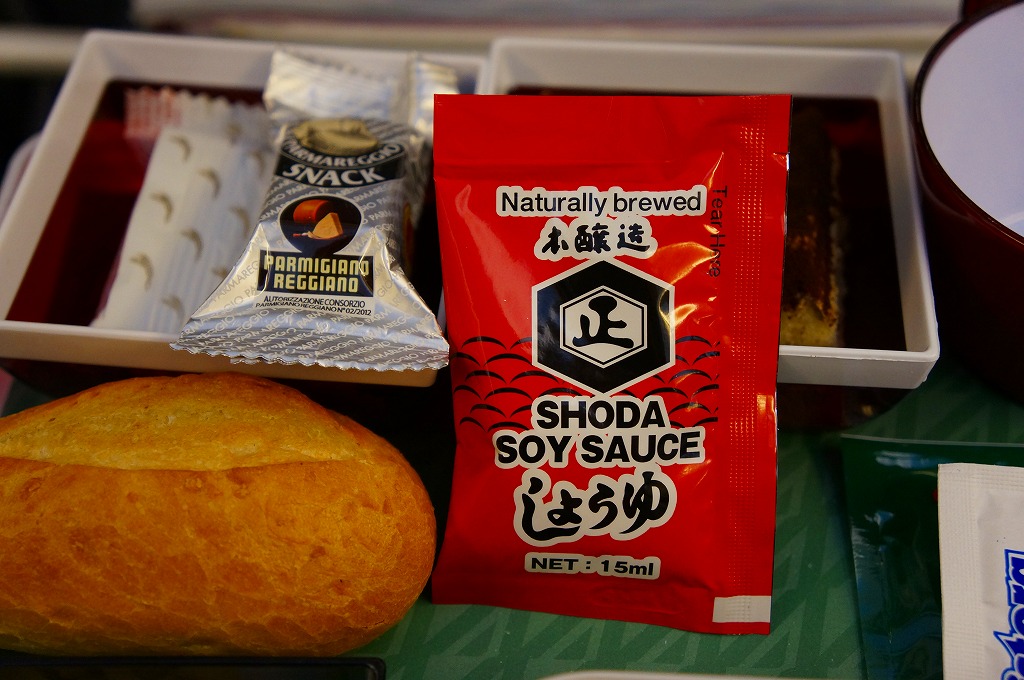 PARMAREGGIO
SNACK
PARMIGIANO
REGGIANO
AUTORIZZAZIONE CONSORZIO
PARMIGIANO REGGIANO N° 02/2012
Naturally brewed
本醸造
正
SHODA
SOY SAUCE
しょうゆ
NET : 15ml
Tear Here